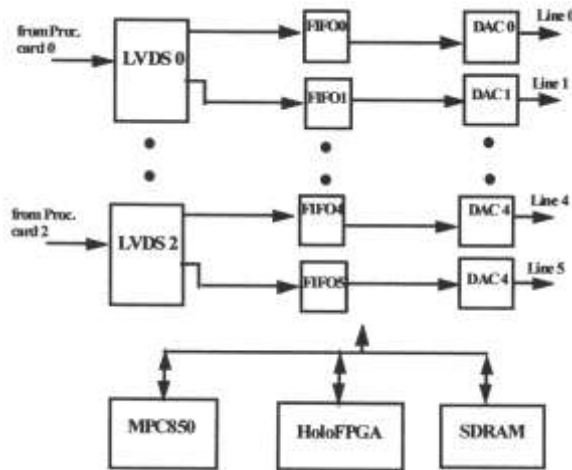 from Proc.
card 0
LVDS 0
FIFO0
DAC 0
Line 0
FIFO1
DAC 1
Line 1
from Proc.
card 2
LVDS 2
FIFO4
DAC 4
Line 4
FIFO5
DAC 4
Line 5
MPC850
HoloFPGA
SDRAM